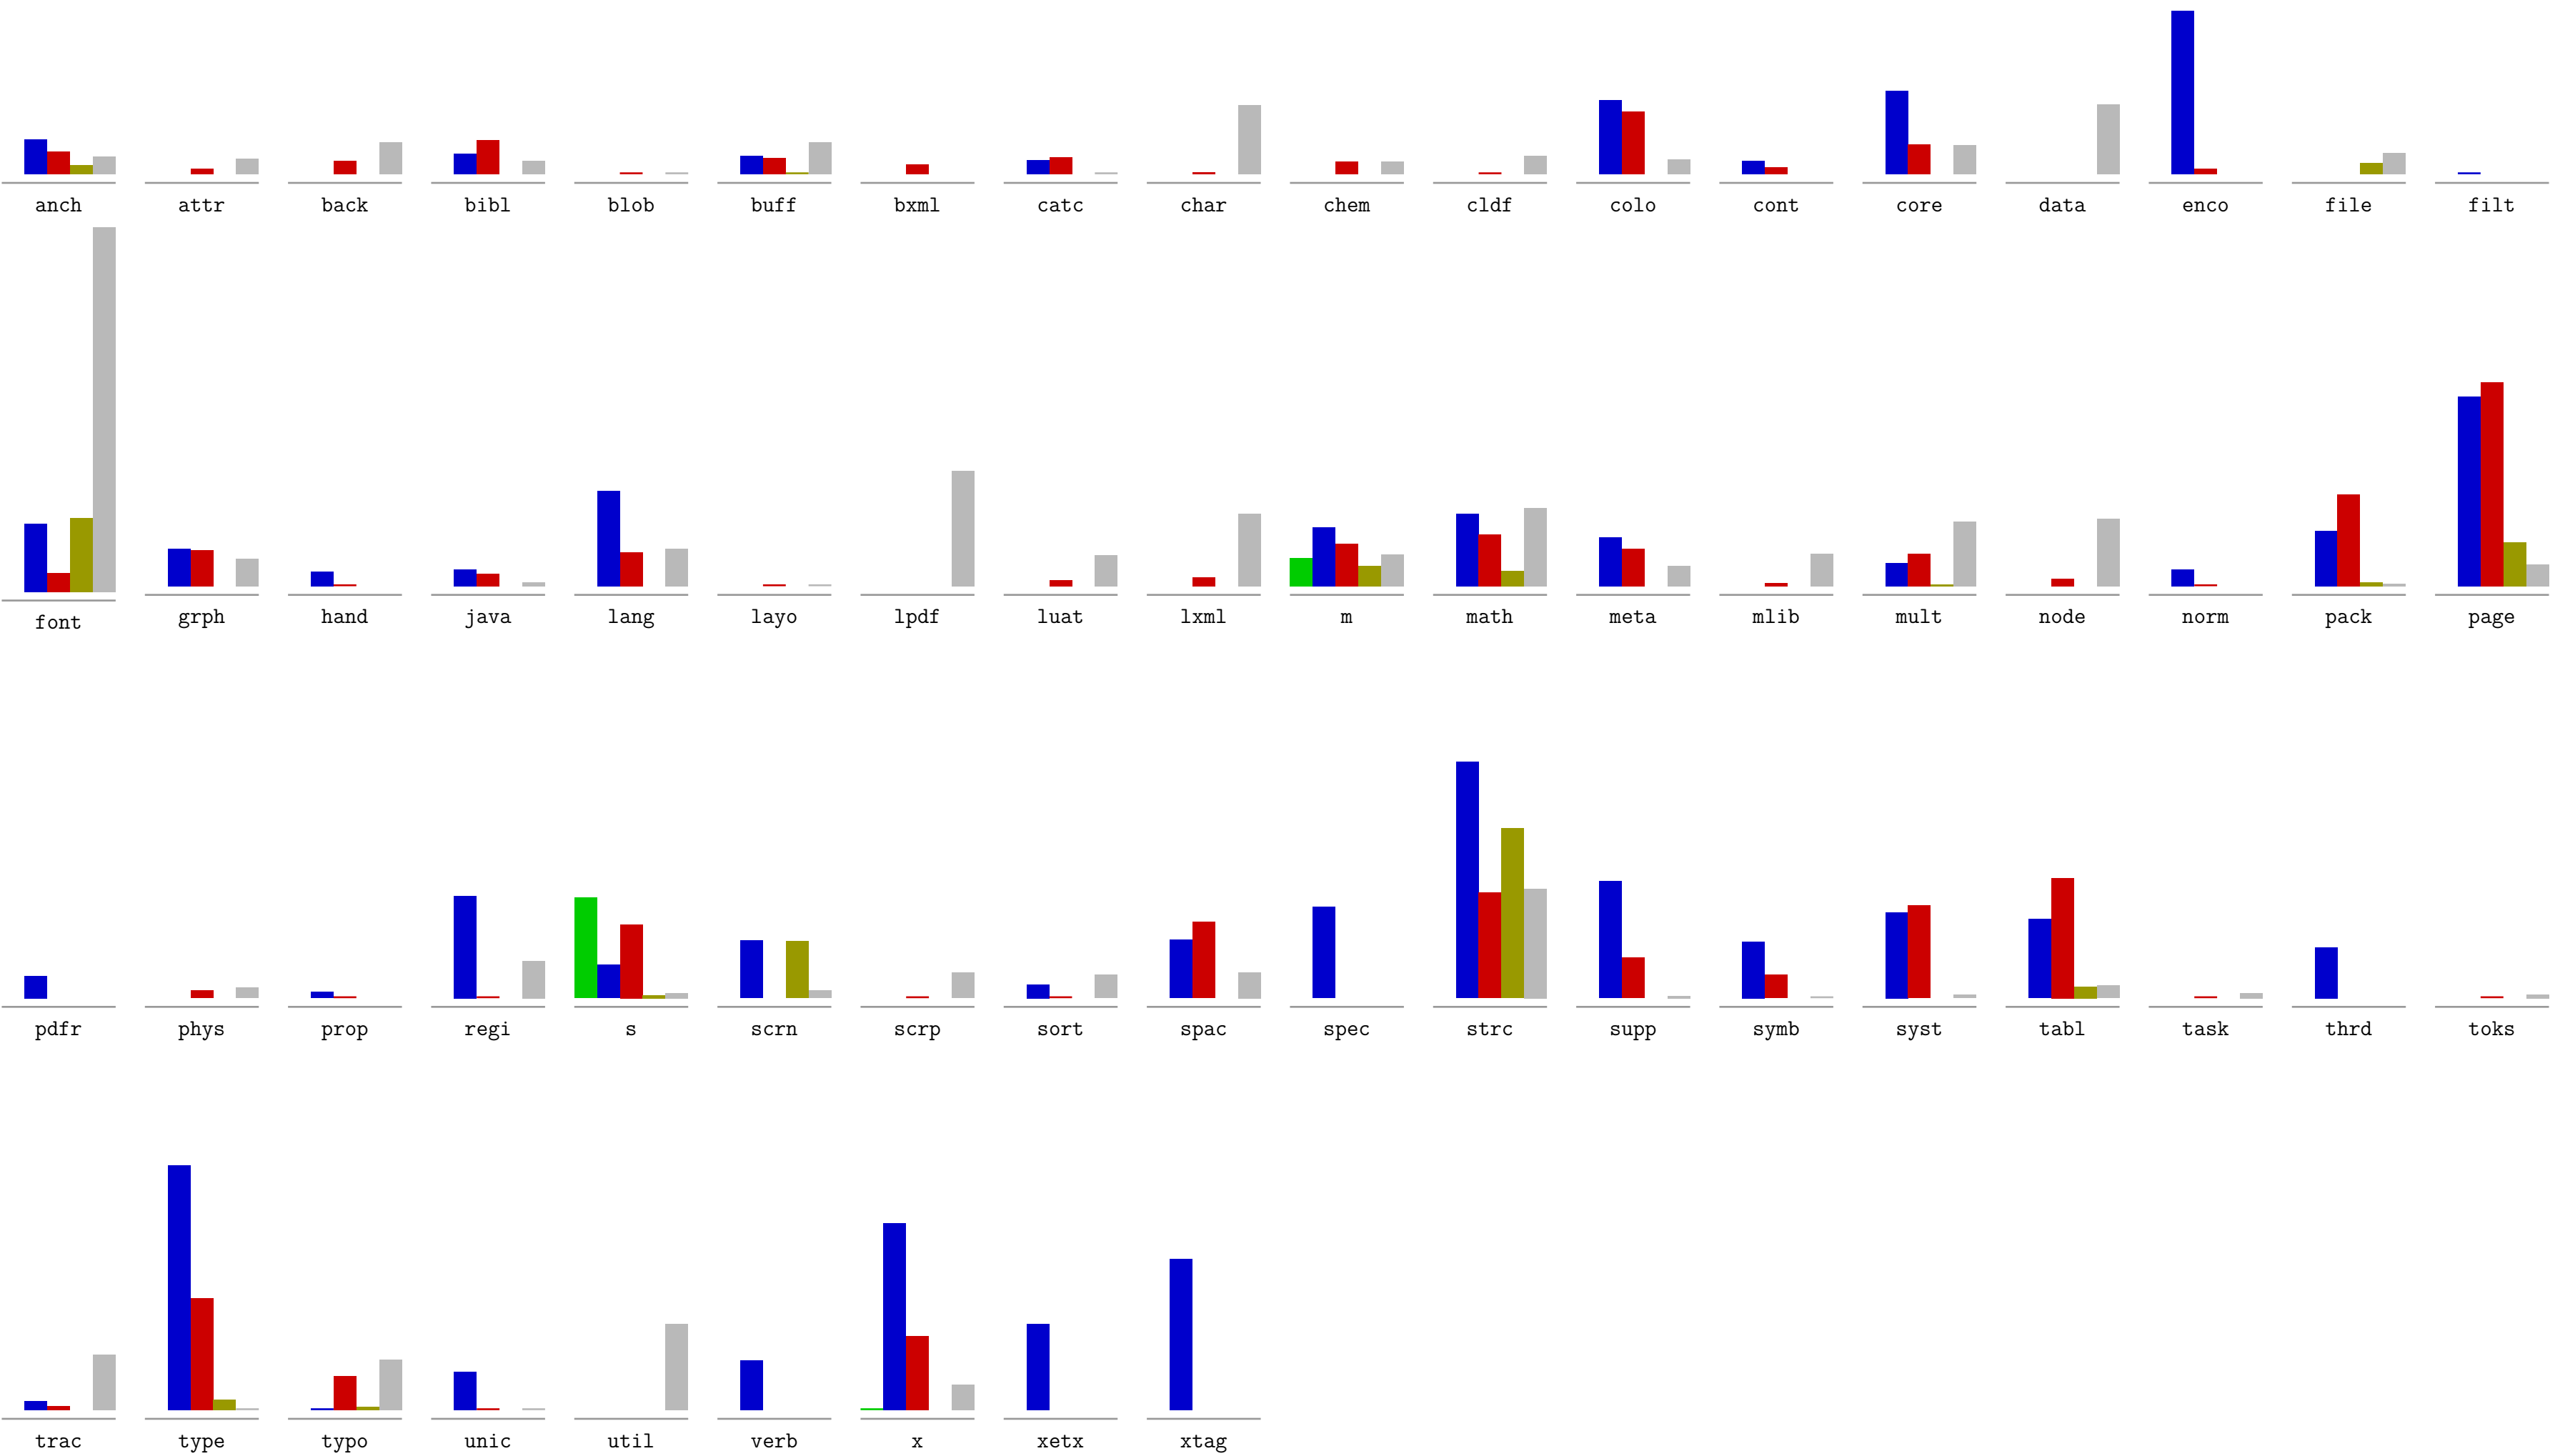 anch attr back bibl blob buff bxml catc char chem cldf colo cont core data enco file filt
font grph hand java lang layo lpdf luat lxml m math meta mlib mult node norm pack page
pdfr phys prop regi s scrn scrp sort spac spec strc supp symb syst tabl task thrd toks
trac type typo unic util verb x xetx xtag